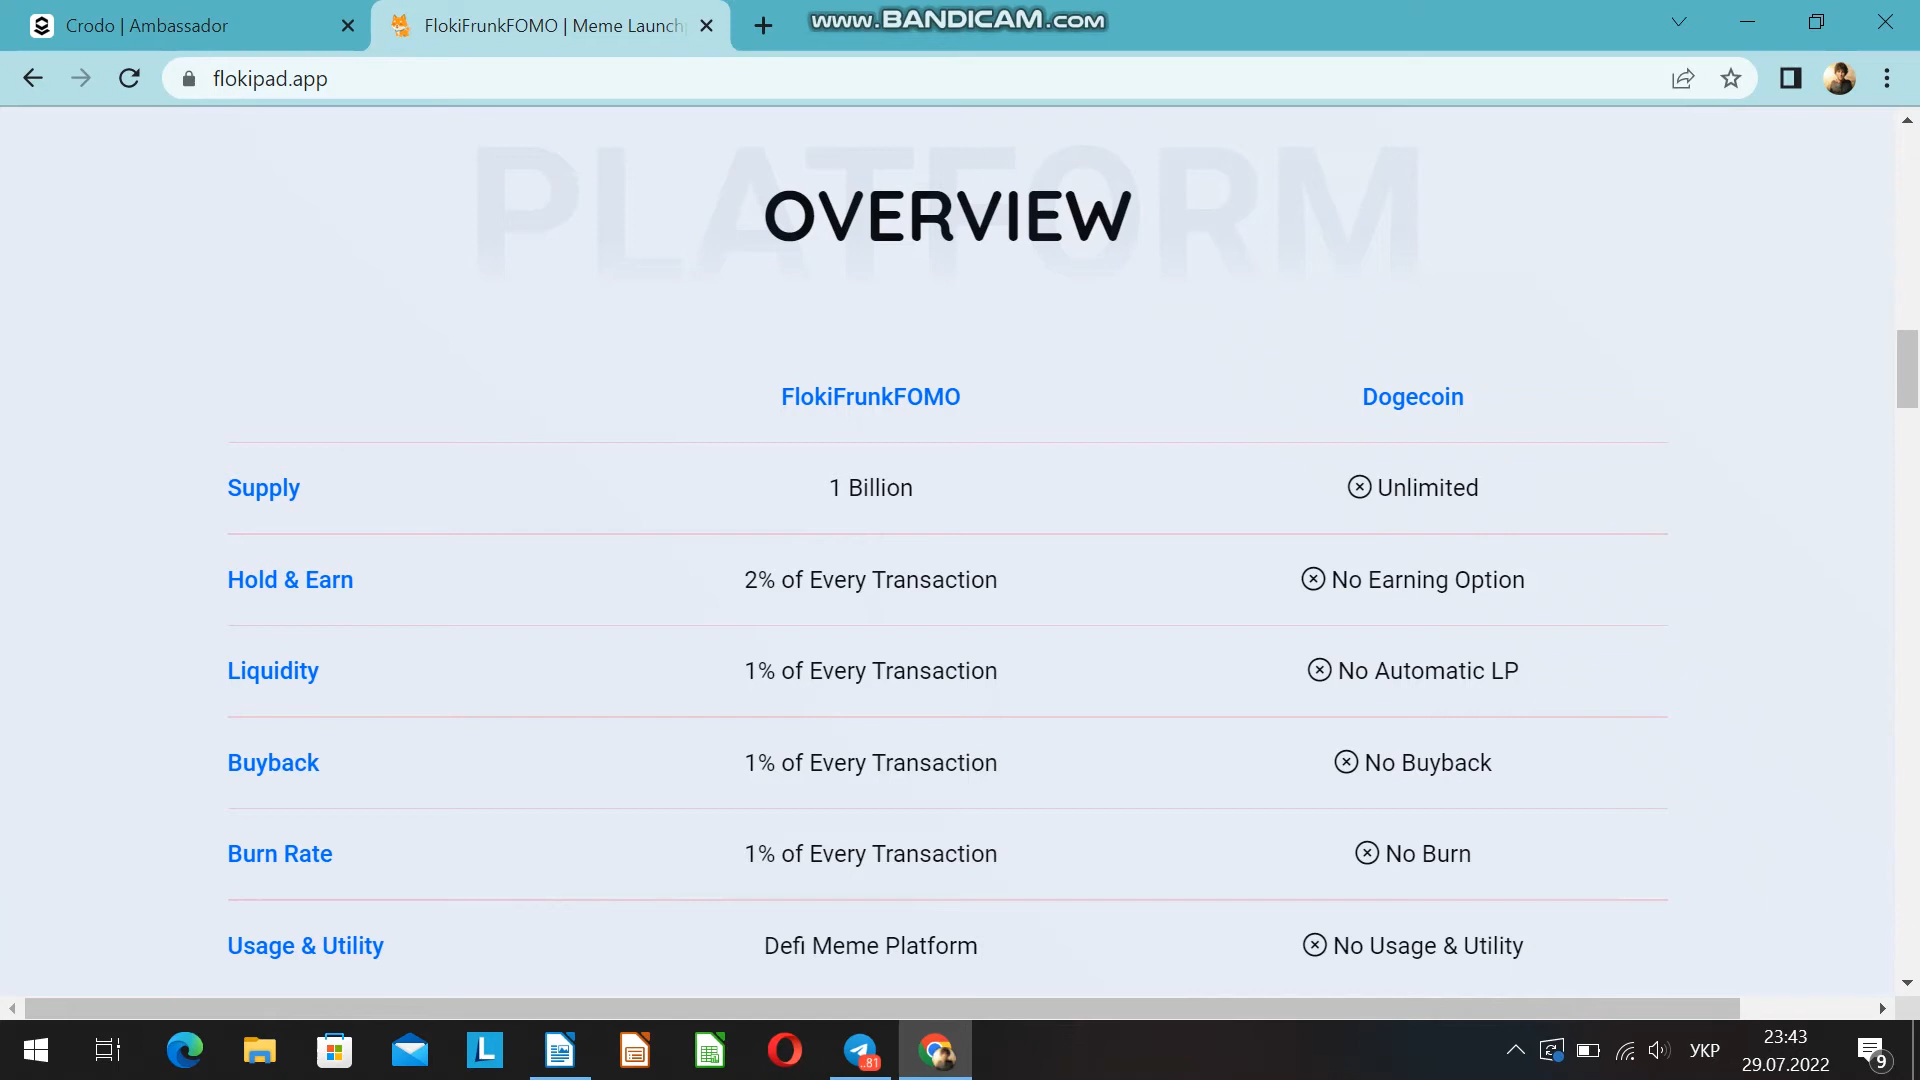 Crodo | Ambassador
FlokiFrunkFOMO | Meme Launch
www.BANDICAM.com
flokipad.app
PLATFORM
OVERVIEW
FlokiFrunkFOMO Dogecoin
Supply 1 Billion Unlimited
Hold & Earn 2% of Every Transaction No Earning Option
Liquidity 1% of Every Transaction No Automatic LP
Buyback 1% of Every Transaction No Buyback
Burn Rate 1% of Every Transaction No Burn
Usage & Utility Defi Meme Platform No Usage & Utility
L
..81
УКР
23:43
29.07.2022
9